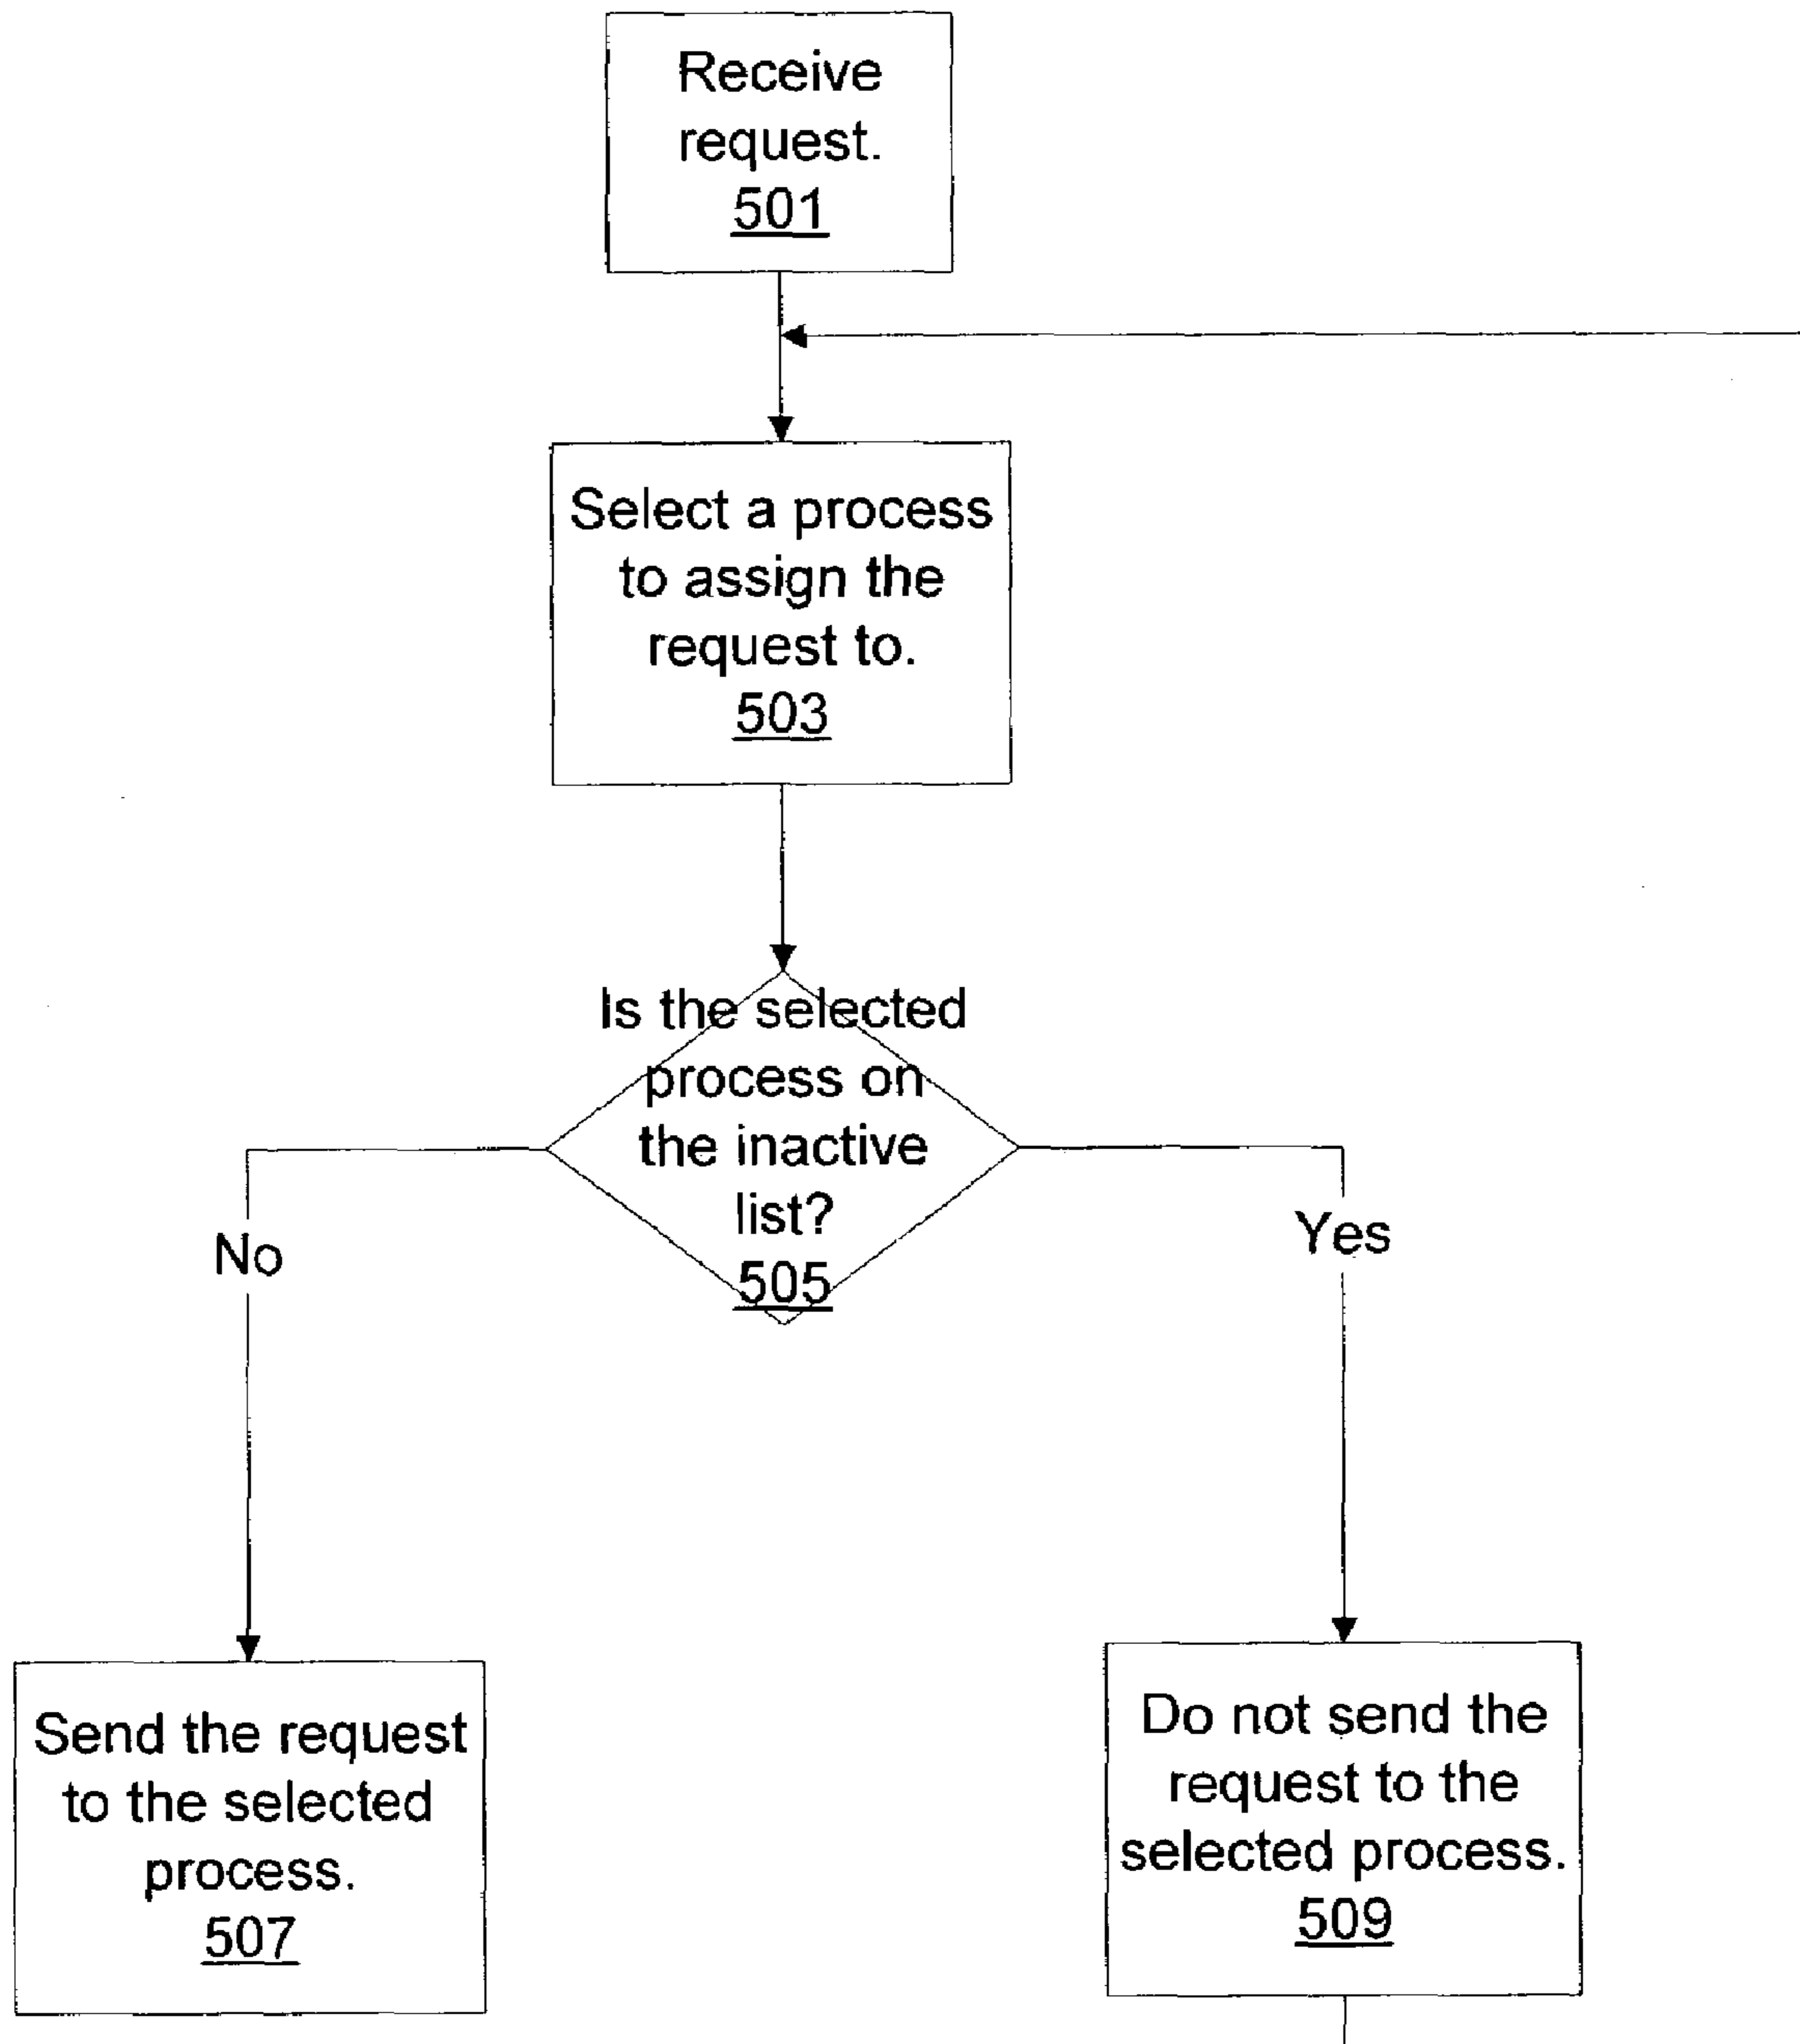 Receive
request.
501
Select a process
to assign the
request to.
503
Is the selected
process on
the inactive
list?
505
No
Yes
Send the request
to the selected
process.
507
Do not send the
request to the
selected process.
509